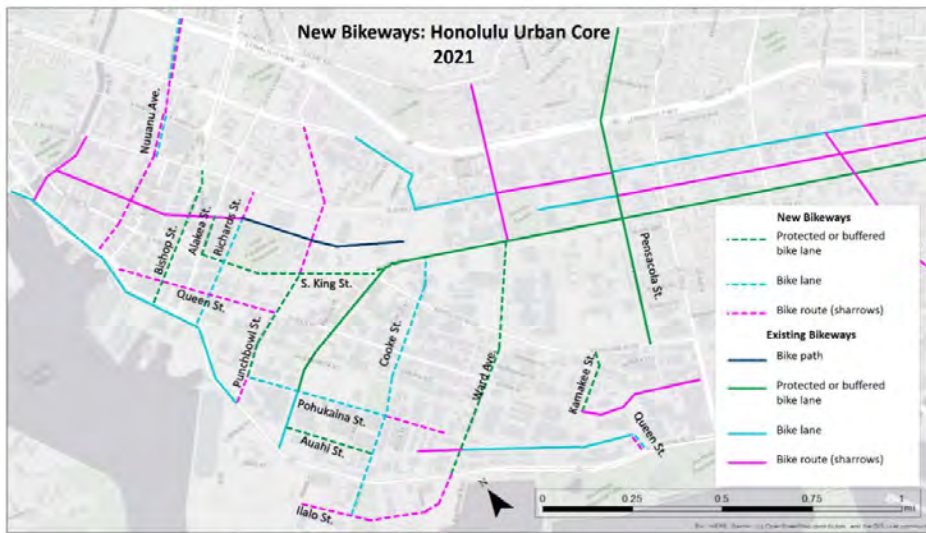 New Bikeways: Honolulu Urban Core
2021
Nuuanu Ave.
Bishop St.
Alakea St.
Richards St.
Queen St.
Punchbowl St.
S. King St.
Cooke St.
Ward Ave.
Pensacola St.
Kamakee St.
Queen St.
Pohukaina St.
Auahi St.
Ilalo St.
New Bikeways
Protected or buffered
bike lane
Bike lane
Bike route (sharrows)
Existing Bikeways
Bike path
Protected or buffered
bike lane
Bike lane
Bike route (sharrows)
N
0 0.25 0.5 0.75 1
mi